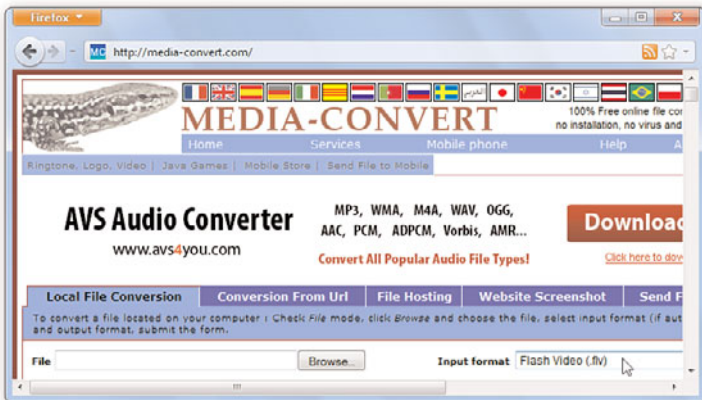 Firefox
http://media-convert.com/
MC
MEDIA-CONVERT
100% Free online file con
no installation, no virus and
Home Services Mobile phone Help A
Ringtone, Logo, Video | Java Games | Mobile Store | Send File to Mobile
AVS Audio Converter
www.avs4you.com
MP3, WMA, M4A, WAV, OGG,
AAC, PCM, ADPCM, Vorbis, AMR...
Convert All Popular Audio File Types!
Download
Click here to dow
Local File Conversion Conversion From Url File Hosting Website Screenshot Send F
To convert a file located on your computer : Check File mode, click Browse and choose the file, select input format (if aut
and output format, submit the form.
File Browse... Input format Flash Video (.flv)